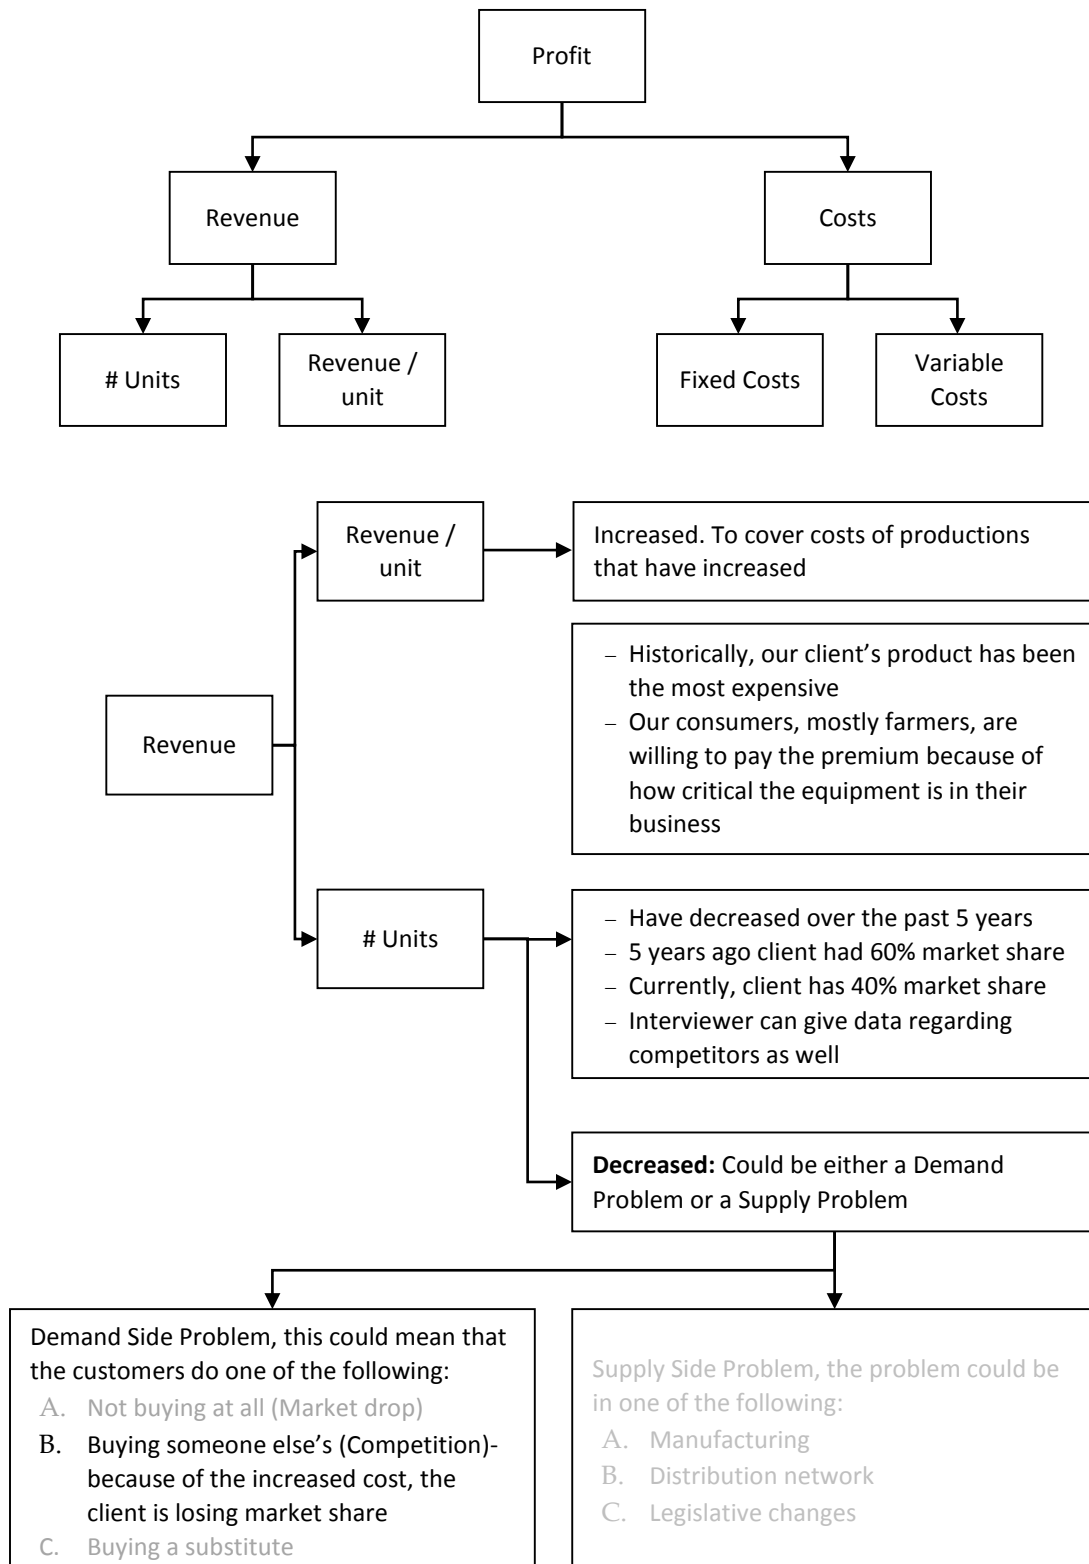 Profit
Revenue
Costs
# Units
Revenue /
unit
Fixed Costs
Variable
Costs
Revenue /
unit
Increased. To cover costs of productions
that have increased
– Historically, our client's product has been
the most expensive
– Our consumers, mostly farmers, are
willing to pay the premium because of
how critical the equipment is in their
business
Revenue
# Units
– Have decreased over the past 5 years
– 5 years ago client had 60% market share
– Currently, client has 40% market share
– Interviewer can give data regarding
competitors as well
Decreased: Could be either a Demand
Problem or a Supply Problem
Demand Side Problem, this could mean that
the customers do one of the following:
A. Not buying at all (Market drop)
B. Buying someone else's (Competition)-
because of the increased cost, the
client is losing market share
C. Buying a substitute
Supply Side Problem, the problem could be
in one of the following:
A. Manufacturing
B. Distribution network
C. Legislative changes